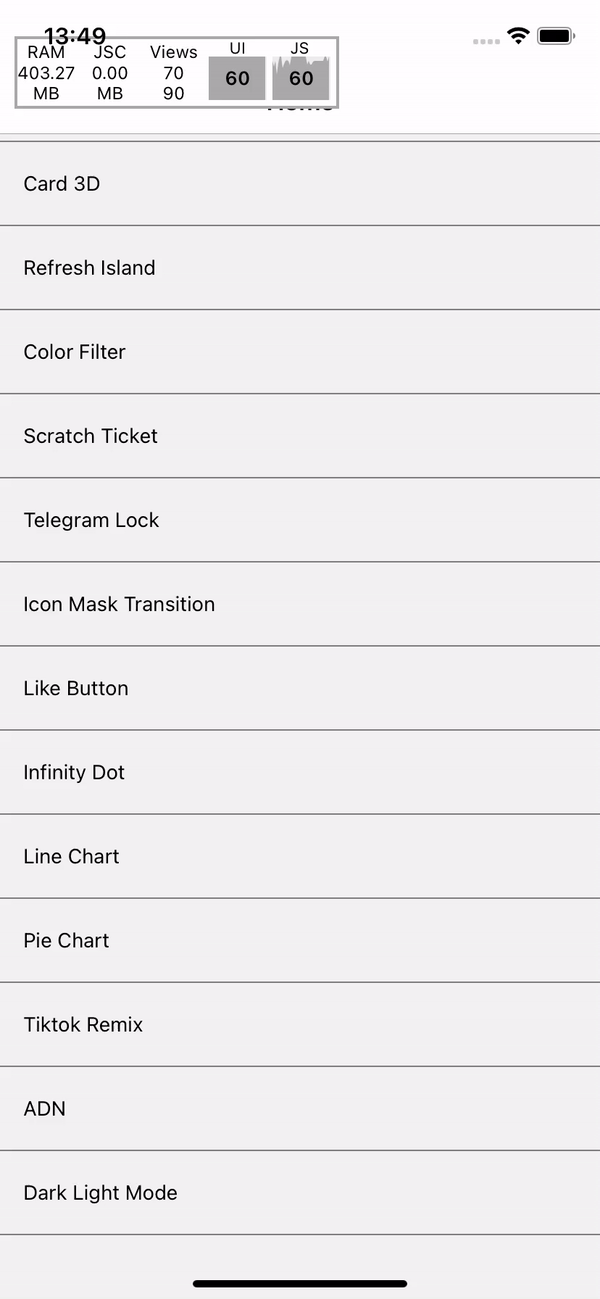 13:49
RAM JSC Views UI JS
403.27 0.00 70 60 60
MB MB 90
Card 3D
Refresh Island
Color Filter
Scratch Ticket
Telegram Lock
Icon Mask Transition
Like Button
Infinity Dot
Line Chart
Pie Chart
Tiktok Remix
ADN
Dark Light Mode